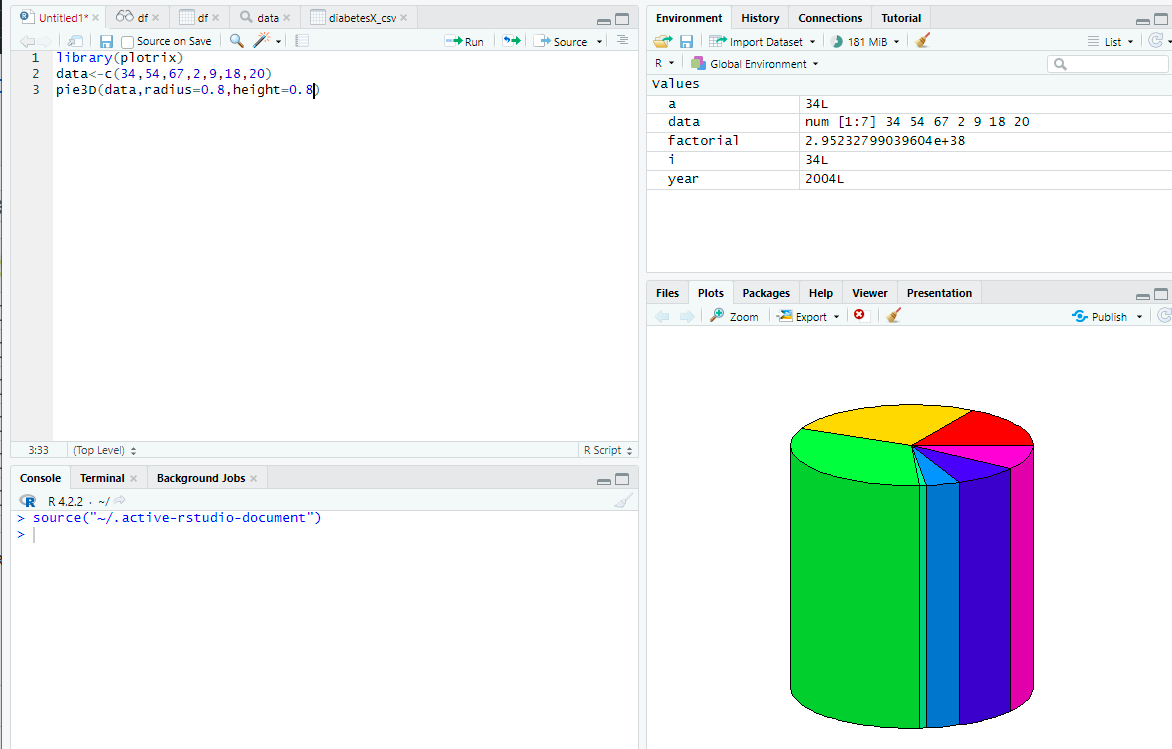 Untitled1* df df data diabetesX_csv
Source on Save Run Source
1 library(plotrix)
2 data<-c(34,54,67,2,9,18,20)
3 pie3D(data,radius=0.8,height=0.8)
3:33 (Top Level) R Script
Console Terminal Background Jobs
R R 4.2.2 · ~/
> source("~/.active-rstudio-document")
>
Environment History Connections Tutorial
Import Dataset 181 MiB List
R Global Environment
Values
a 34L
data num [1:7] 34 54 67 2 9 18 20
factorial 2.95232799039604e+38
i 34L
year 2004L
Files Plots Packages Help Viewer Presentation
Zoom Export Publish